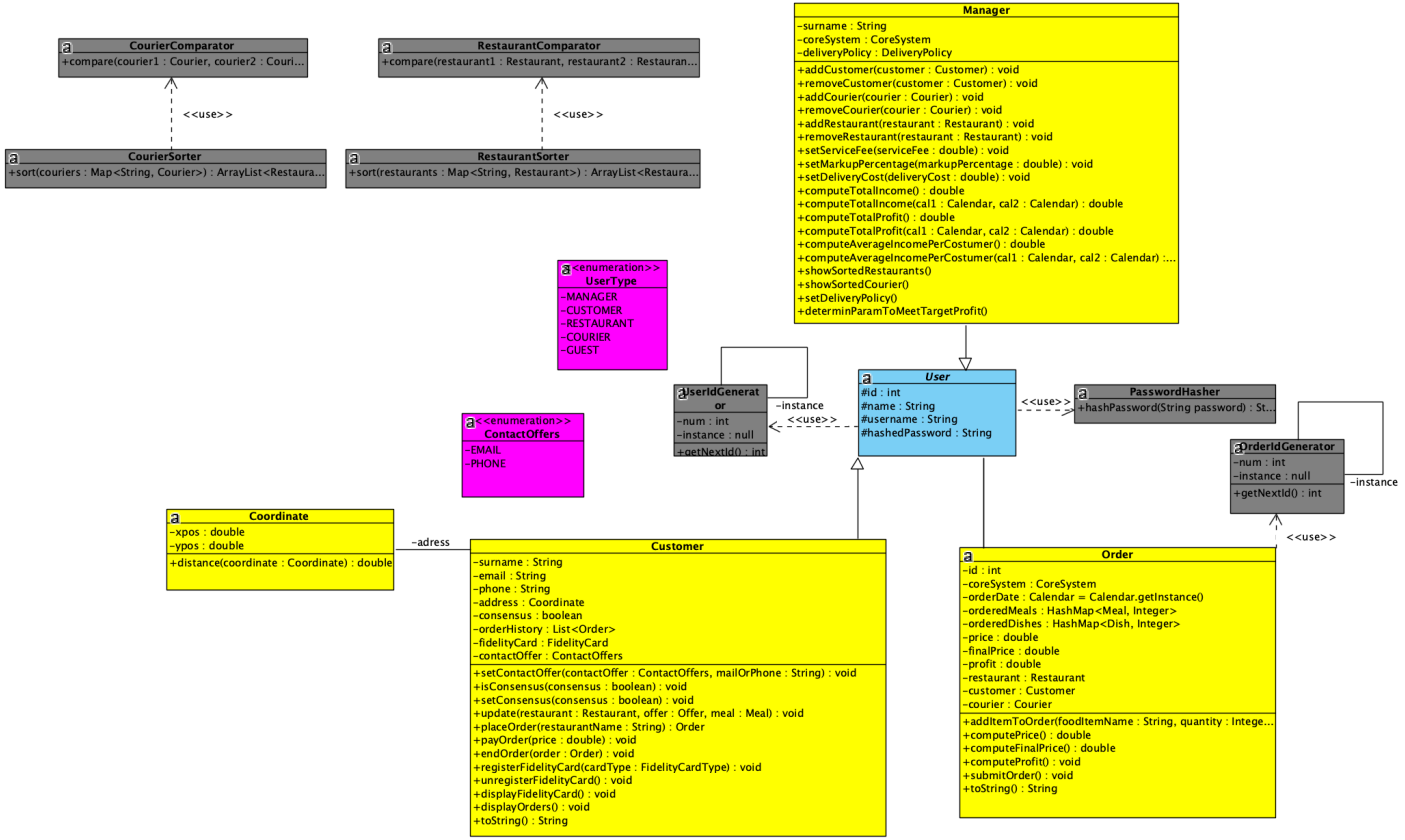 CourierComparator
+compare(courier1 : Courier, courier2 : Couri...
<<use>>
CourierSorter
+sort(couriers : Map<String, Courier>) : ArrayList<Restaura...
RestaurantComparator
+compare(restaurant1 : Restaurant, restaurant2 : Restauran...
<<use>>
RestaurantSorter
+sort(restaurants : Map<String, Restaurant>) : ArrayList<Restaura...
Manager
-surname : String
-coreSystem : CoreSystem
-deliveryPolicy : DeliveryPolicy
+addCustomer(customer : Customer) : void
+removeCustomer(customer : Customer) : void
+addCourier(courier : Courier) : void
+removeCourier(courier : Courier) : void
+addRestaurant(restaurant : Restaurant) : void
+removeRestaurant(restaurant : Restaurant) : void
+setServiceFee(serviceFee : double) : void
+setMarkupPercentage(markupPercentage : double) : void
+setDeliveryCost(deliveryCost : double) : void
+computeTotalIncome() : double
+computeTotalIncome(cal1 : Calendar, cal2 : Calendar) : double
+computeTotalProfit() : double
+computeTotalProfit(cal1 : Calendar, cal2 : Calendar) : double
+computeAverageIncomePerCostumer() : double
+computeAverageIncomePerCostumer(cal1 : Calendar, cal2 : Calendar) :...
+showSortedRestaurants()
+showSortedCourier()
+setDeliveryPolicy()
+determinParamToMeetTargetProfit()
<<enumeration>>
UserType
-MANAGER
-CUSTOMER
-RESTAURANT
-COURIER
-GUEST
<<enumeration>>
ContactOffers
-EMAIL
-PHONE
UserIdGenerat
or
-num : int
-instance : null
+getNextId() : int
-instance
<<use>>
User
#id : int
#name : String
#username : String
#hashedPassword : String
<<use>>
PasswordHasher
+hashPassword(String password) : St...
OrderIdGenerator
-num : int
-instance : null
+getNextId() : int
-instance
<<use>>
Coordinate
-xpos : double
-ypos : double
+distance(coordinate : Coordinate) : double
-adress
Customer
-surname : String
-email : String
-phone : String
-address : Coordinate
-consensus : boolean
-orderHistory : List<Order>
-fidelityCard : FidelityCard
-contactOffer : ContactOffers
+setContactOffer(contactOffer : ContactOffers, mailOrPhone : String) : void
+isConsensus(consensus : boolean) : void
+setConsensus(consensus : boolean) : void
+update(restaurant : Restaurant, offer : Offer, meal : Meal) : void
+placeOrder(restaurantName : String) : Order
+payOrder(price : double) : void
+endOrder(order : Order) : void
+registerFidelityCard(cardType : FidelityCardType) : void
+unregisterFidelityCard() : void
+displayFidelityCard() : void
+displayOrders() : void
+toString() : String
Order
-id : int
-coreSystem : CoreSystem
-orderDate : Calendar = Calendar.getInstance()
-orderedMeals : HashMap<Meal, Integer>
-orderedDishes : HashMap<Dish, Integer>
-price : double
-finalPrice : double
-profit : double
-restaurant : Restaurant
-customer : Customer
-courier : Courier
+addItemToOrder(foodItemName : String, quantity : Intege...
+computePrice() : double
+computeFinalPrice() : double
+computeProfit() : void
+submitOrder() : void
+toString() : String